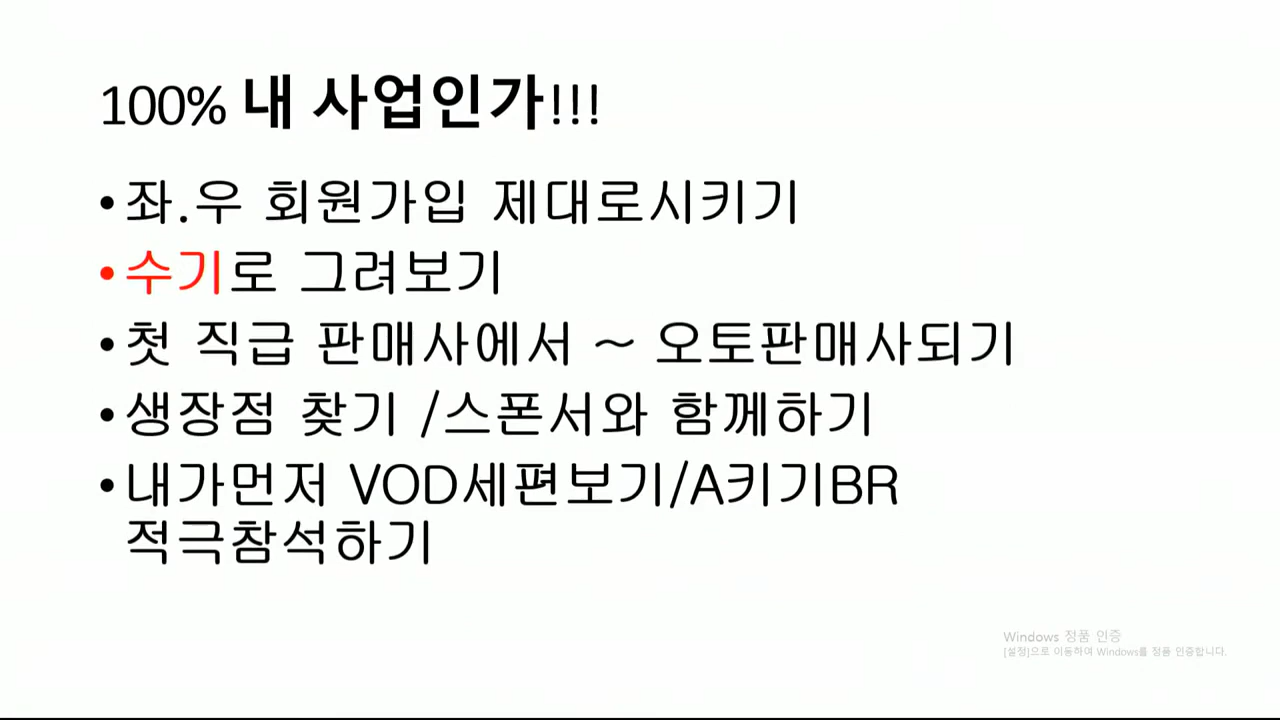 100% 내 사업인가!!!
•좌.우 회원가입 제대로시키기
•수기로 그려보기
•첫 직급 판매사에서 ~ 오토판매사되기
•생장점 찾기 /스폰서와 함께하기
•내가먼저 VOD세편보기/A키기BR
적극참석하기
Windows 정품 인증
[설정]으로 이동하여 Windows를 정품 인증합니다.